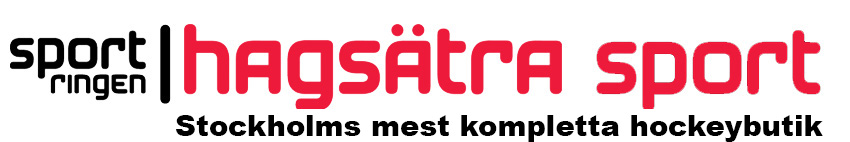 sport ringen | hagsätra sport
Stockholms mest kompletta hockeybutik